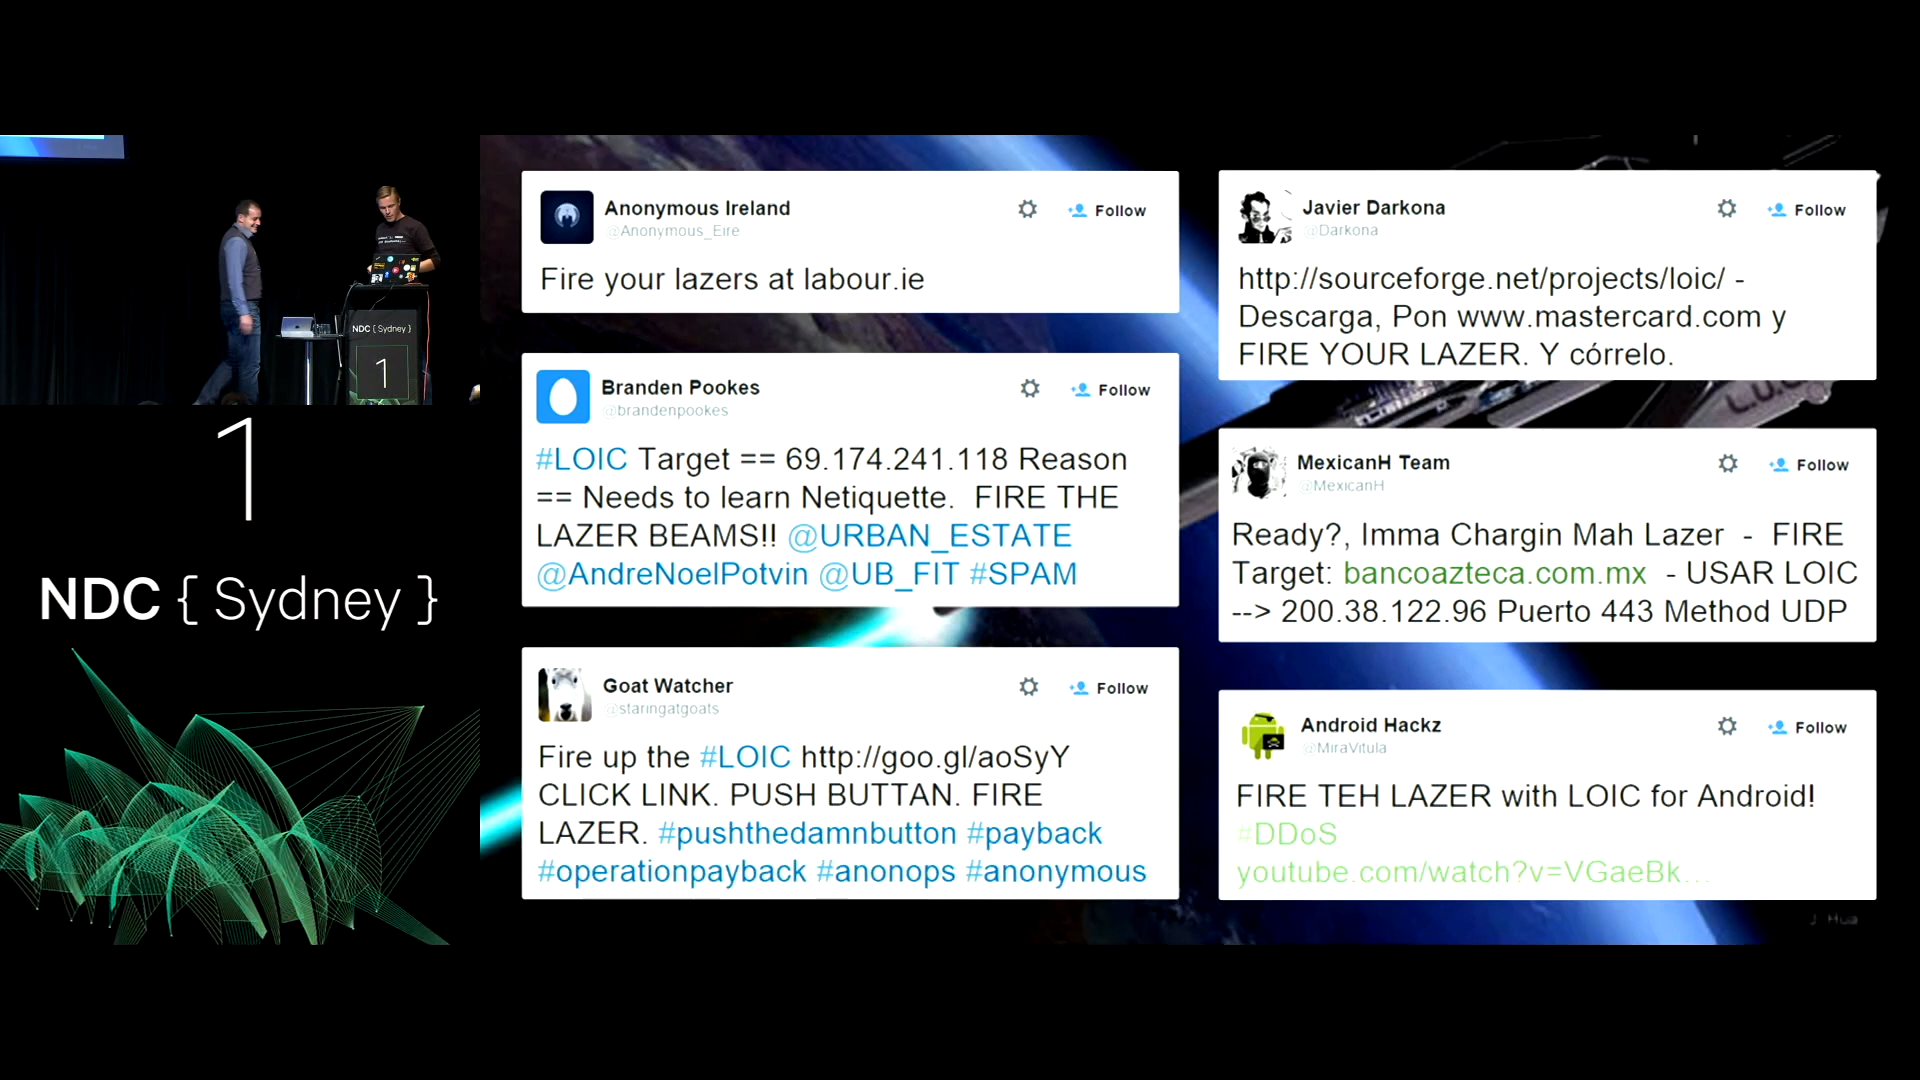 NDC { Sydney }
1
1
NDC { Sydney }
Anonymous Ireland
@Anonymous_Eire
Follow
Fire your lazers at labour.ie
Branden Pookes
@brandenpookes
Follow
#LOIC Target == 69.174.241.118 Reason
== Needs to learn Netiquette. FIRE THE
LAZER BEAMS!! @URBAN_ESTATE
@AndreNoelPotvin @UB_FIT #SPAM
Goat Watcher
@staringatgoats
Follow
Fire up the #LOIC http://goo.gl/aoSyY
CLICK LINK. PUSH BUTTAN. FIRE
LAZER. #pushthedamnbutton #payback
#operationpayback #anonops #anonymous
Javier Darkona
@Darkona
Follow
http://sourceforge.net/projects/loic/ -
Descarga, Pon www.mastercard.com y
FIRE YOUR LAZER. Y córrelo.
MexicanH Team
@MexicanH
Follow
Ready?, Imma Chargin Mah Lazer - FIRE
Target: bancoazteca.com.mx - USAR LOIC
--> 200.38.122.96 Puerto 443 Method UDP
Android Hackz
@MiraVitula
Follow
FIRE TEH LAZER with LOIC for Android!
#DDoS
youtube.com/watch?v=VGaeBk...
J. Hua